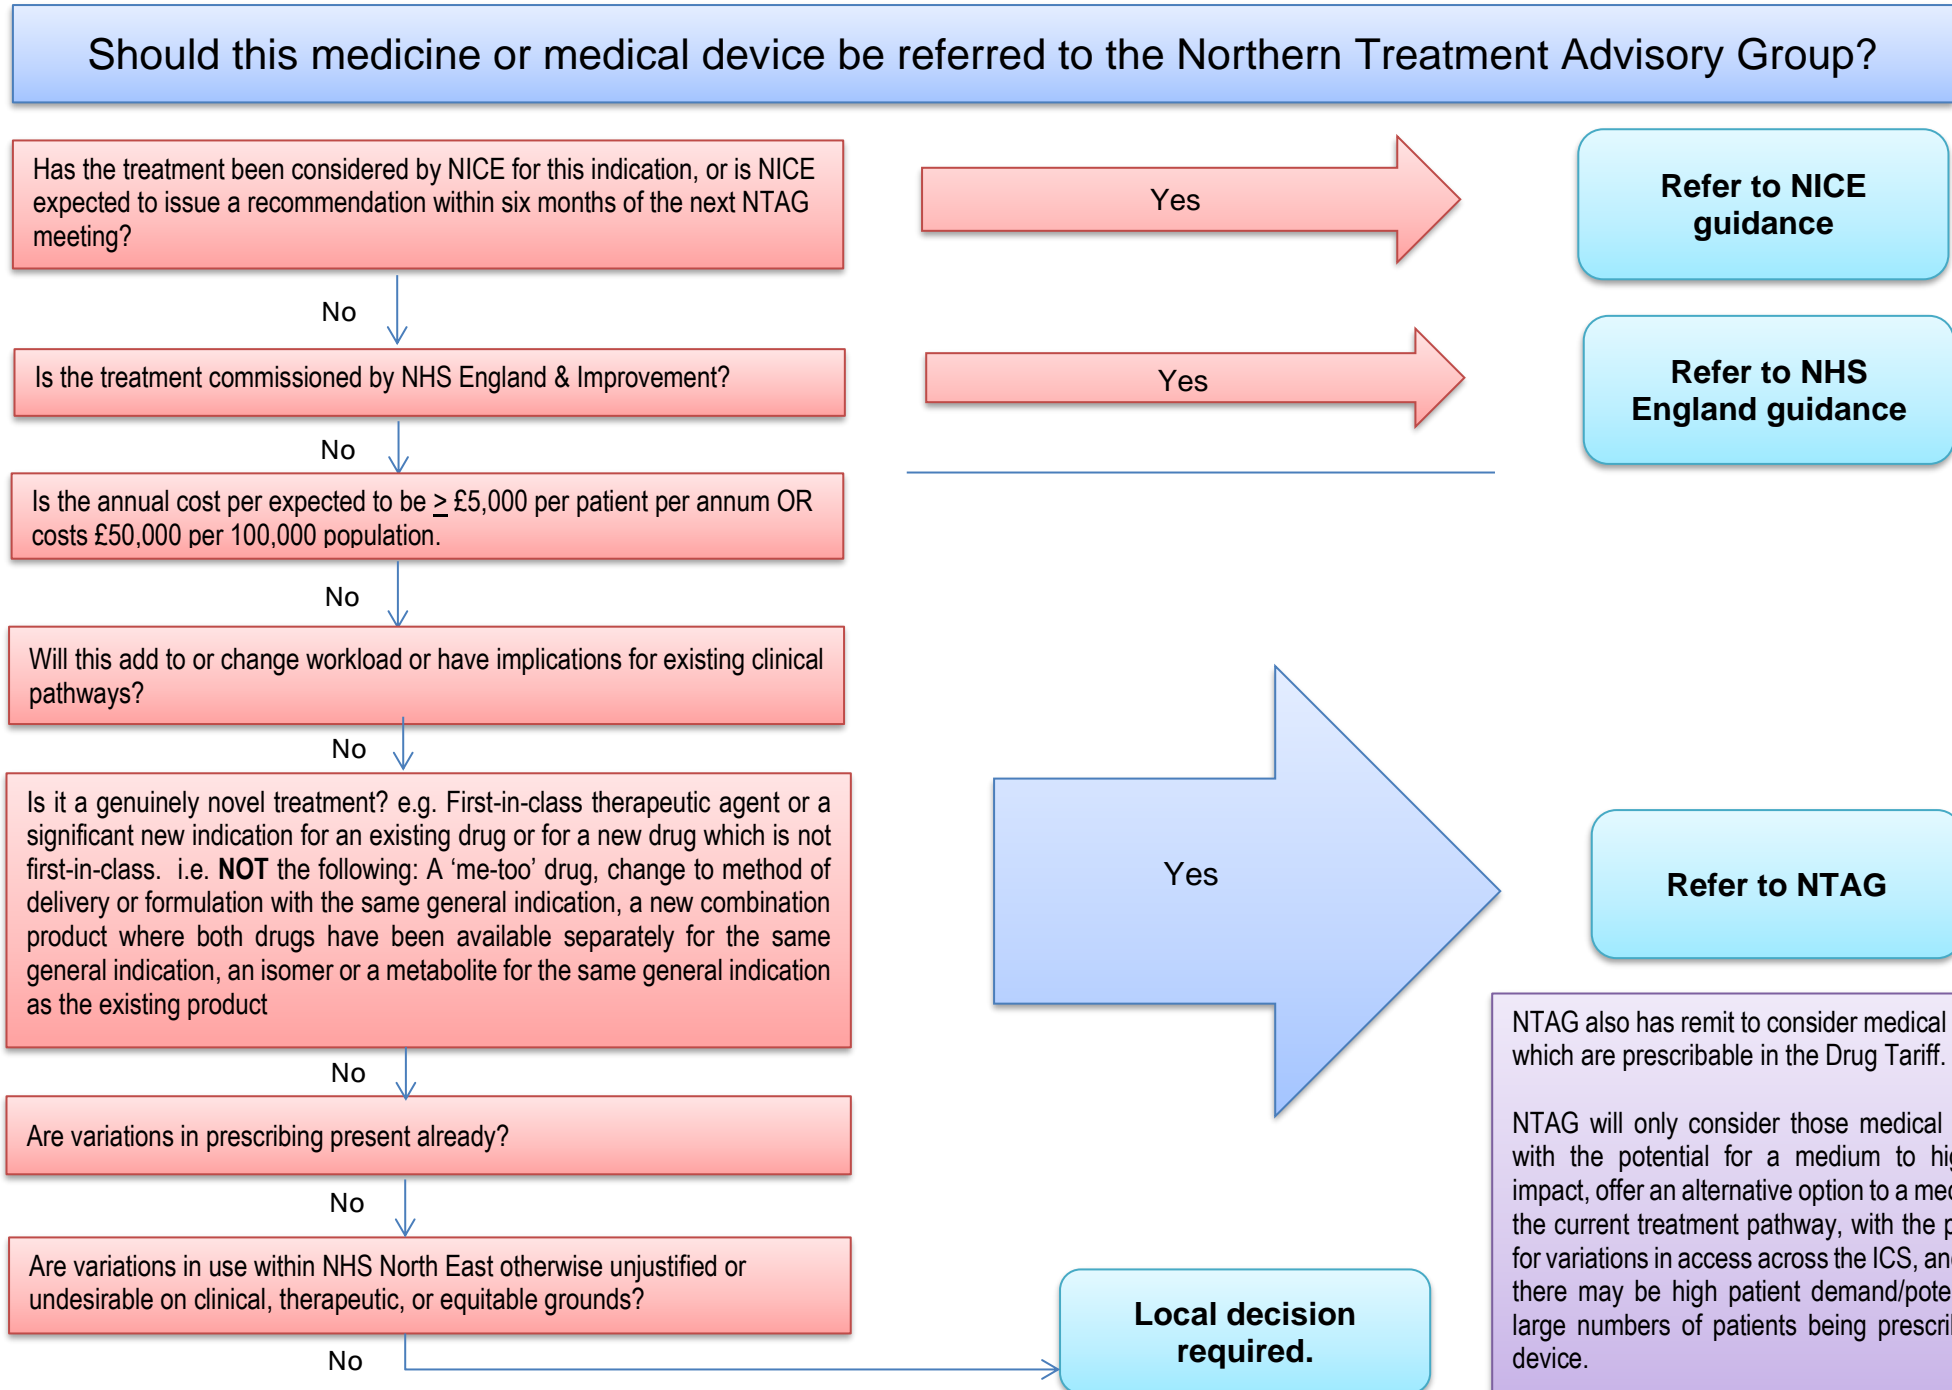 Should this medicine or medical device be referred to the Northern Treatment Advisory Group?
Has the treatment been considered by NICE for this indication, or is NICE
expected to issue a recommendation within six months of the next NTAG
meeting?
Yes
Refer to NICE
guidance
No
Is the treatment commissioned by NHS England & Improvement?
Yes
Refer to NHS
England guidance
No
Is the annual cost per expected to be ≥ £5,000 per patient per annum OR
costs £50,000 per 100,000 population.
No
Will this add to or change workload or have implications for existing clinical
pathways?
No
Is it a genuinely novel treatment? e.g. First-in-class therapeutic agent or a
significant new indication for an existing drug or for a new drug which is not
first-in-class. i.e. NOT the following: A ‘me-too’ drug, change to method of
delivery or formulation with the same general indication, a new combination
product where both drugs have been available separately for the same
general indication, an isomer or a metabolite for the same general indication
as the existing product
Yes
Refer to NTAG
No
Are variations in prescribing present already?
No
Are variations in use within NHS North East otherwise unjustified or
undesirable on clinical, therapeutic, or equitable grounds?
No
Local decision
required.
NTAG also has remit to consider medical
which are prescribable in the Drug Tariff.
NTAG will only consider those medical
with the potential for a medium to
impact, offer an alternative option to a
the current treatment pathway, with the
for variations in access across the ICS,
there may be high patient
large numbers of patients being
device.